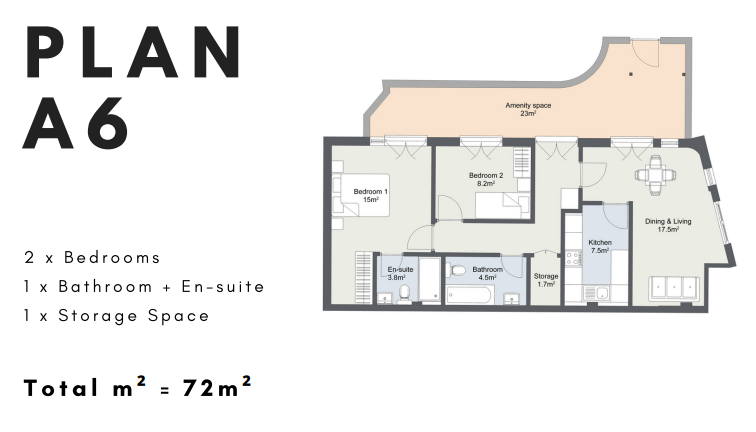 PLAN
A6
2 x Bedrooms
1 x Bathroom + En-suite
1 x Storage Space
Total m² = 72m²
Amenity space
23m²
Bedroom 1
15m²
Bedroom 2
8.2m²
Dining & Living
17.5m²
Kitchen
7.5m²
En-suite
3.8m²
Bathroom
4.5m²
Storage
1.7m²